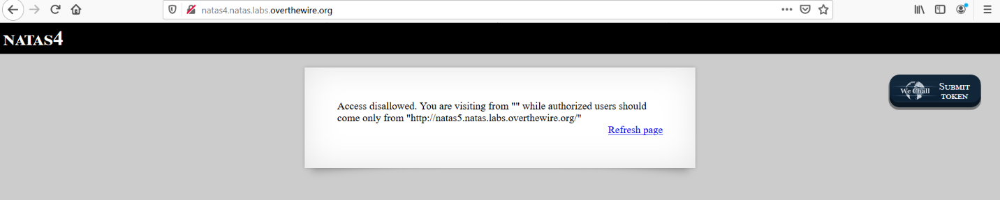 natas4.natas.labs.overthewire.org
NATAS4
Access disallowed. You are visiting from "" while authorized users should
come only from "http://natas5.natas.labs.overthewire.org/"
Refresh page
We Chall
SUBMIT
TOKEN